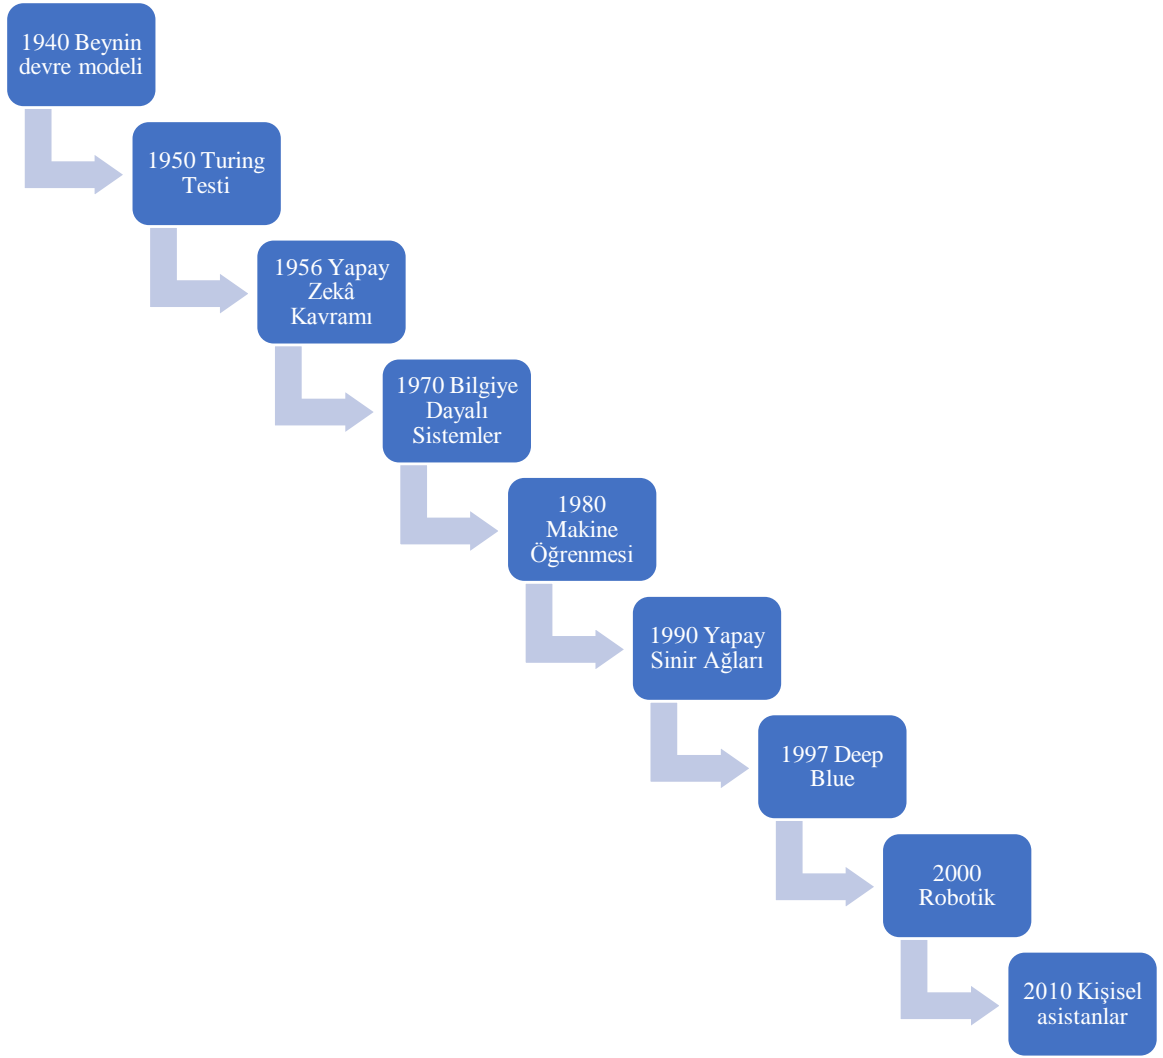 1940 Beynin
devre modeli
1950 Turing
Testi
1956 Yapay
Zekâ
Kavramı
1970 Bilgiye
Dayalı
Sistemler
1980
Makine
Öğrenmesi
1990 Yapay
Sinir Ağları
1997 Deep
Blue
2000
Robotik
2010 Kişisel
asistanlar